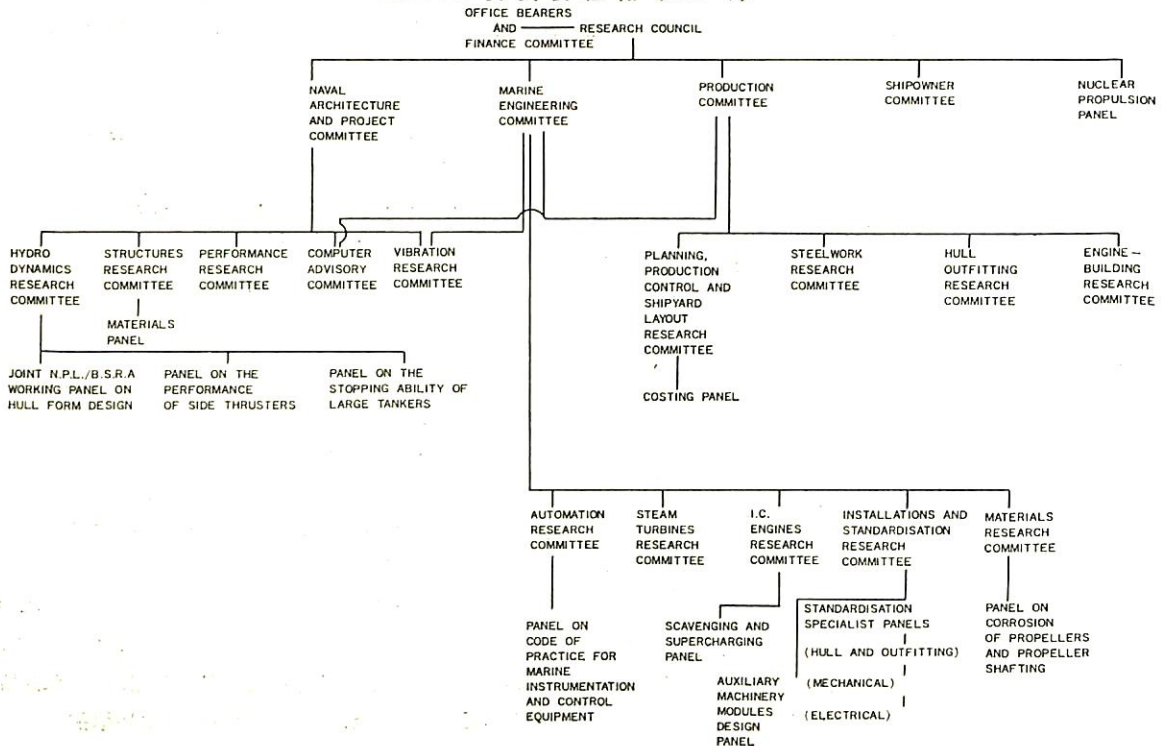 OFFICE BEARERS
AND
RESEARCH COUNCIL
FINANCE COMMITTEE
NAVAL
ARCHITECTURE
AND PROJECT
COMMITTEE
MARINE
ENGINEERING
COMMITTEE
PRODUCTION
COMMITTEE
SHIPOWNER
COMMITTEE
NUCLEAR
PROPULSION
PANEL
HYDRO
DYNAMICS
RESEARCH
COMMITTEE
STRUCTURES
RESEARCH
COMMITTEE
MATERIALS
PANEL
PERFORMANCE
RESEARCH
COMMITTEE
COMPUTER
ADVISORY
COMMITTEE
VIBRATION
RESEARCH
COMMITTEE
PLANNING,
PRODUCTION
CONTROL AND
SHIPYARD
LAYOUT
RESEARCH
COMMITTEE
COSTING PANEL
STEELWORK
RESEARCH
COMMITTEE
HULL
OUTFITTING
RESEARCH
COMMITTEE
ENGINE –
BUILDING
RESEARCH
COMMITTEE
JOINT N.P.L./B.S.R.A
WORKING PANEL ON
HULL FORM DESIGN
PANEL ON THE
PERFORMANCE
OF SIDE THRUSTERS
PANEL ON THE
STOPPING ABILITY OF
LARGE TANKERS
AUTOMATION
RESEARCH
COMMITTEE
STEAM
TURBINES
RESEARCH
COMMITTEE
I.C.
ENGINES
RESEARCH
COMMITTEE
INSTALLATIONS AND
STANDARDISATION
RESEARCH
COMMITTEE
MATERIALS
RESEARCH
COMMITTEE
PANEL ON
CODE OF
PRACTICE FOR
MARINE
INSTRUMENTATION
AND CONTROL
EQUIPMENT
SCAVENGING AND
SUPERCHARGING
PANEL
AUXILIARY
MACHINERY
MODULES
DESIGN
PANEL
STANDARDISATION
SPECIALIST PANELS
(HULL AND OUTFITTING)
(MECHANICAL)
(ELECTRICAL)
PANEL ON
CORROSION
OF PROPELLERS
AND PROPELLER
SHAFTING